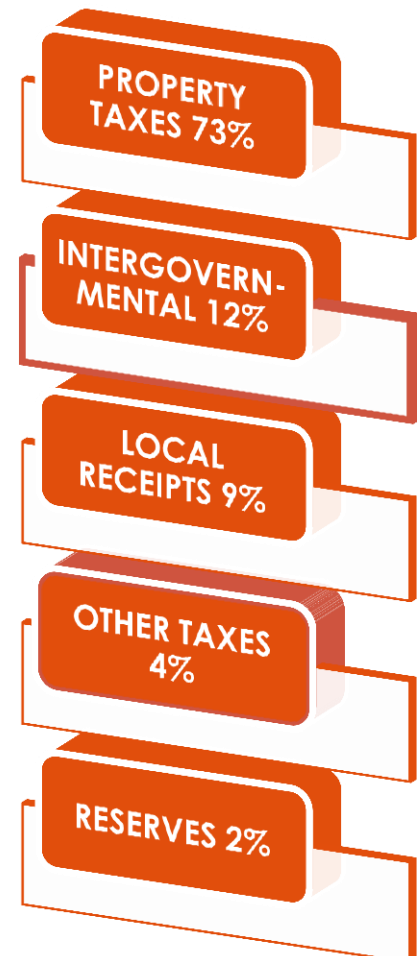 PROPERTY
TAXES 73%
INTERGOVERN-
MENTAL 12%
LOCAL
RECEIPTS 9%
OTHER TAXES
4%
RESERVES 2%